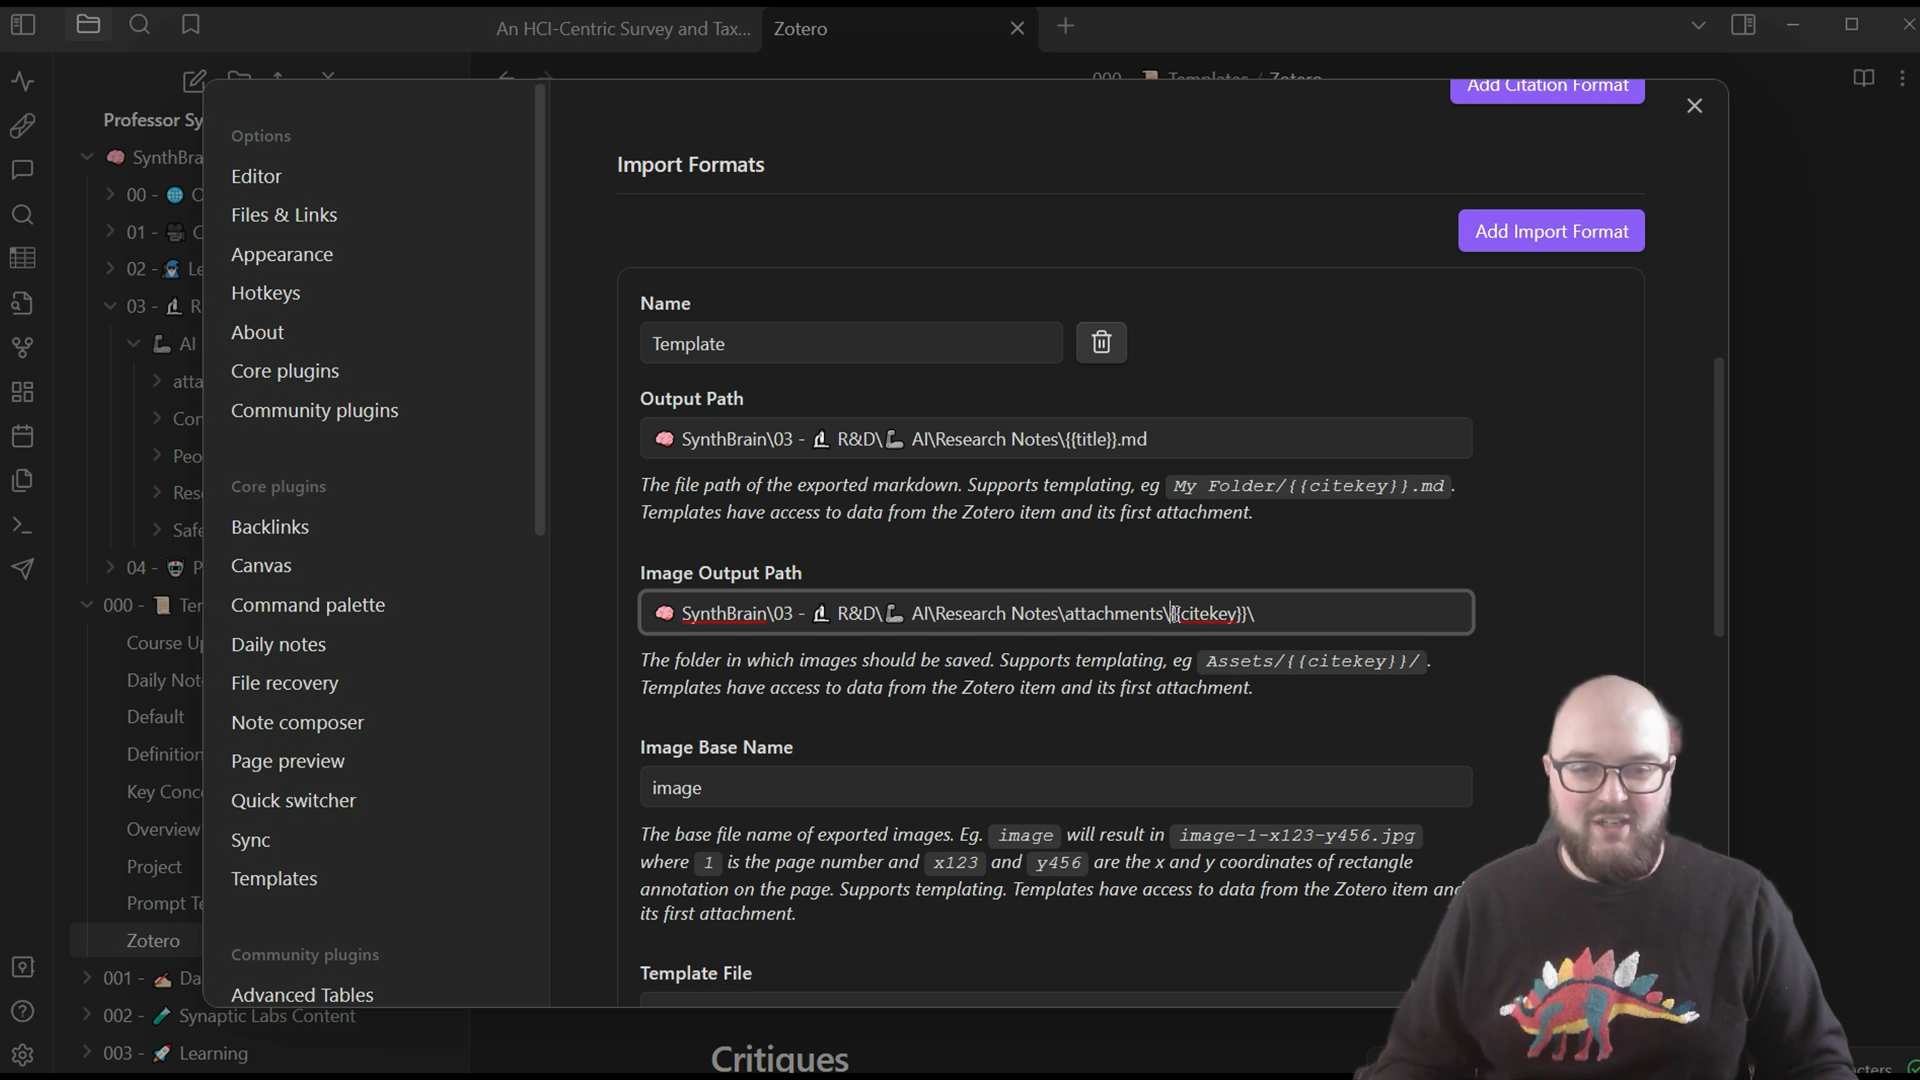 An HCI-Centric Survey and Tax...
Zotero
Professor Sy
SynthBra
00 -
01 -
02 - Le
03 - R
AI
atta
Cor
Peo
Res
Safe
04 - P
000 - Ter
Course Up
Daily Not
Default
Definition
Key Conc
Overview
Project
Prompt Te
Zotero
001 - Da
002 - Synaptic Labs Content
003 - Learning
000 - Templates / Zotero
Options
Editor
Files & Links
Appearance
Hotkeys
About
Core plugins
Community plugins
Core plugins
Backlinks
Canvas
Command palette
Daily notes
File recovery
Note composer
Page preview
Quick switcher
Sync
Templates
Community plugins
Advanced Tables
Add Citation Format
Import Formats
Add Import Format
Name
Template
Output Path
🧠 SynthBrain\03 - 🔬 R&D\🦾 AI\Research Notes\{{title}}.md
The file path of the exported markdown. Supports templating, eg My Folder/{{citekey}}.md.
Templates have access to data from the Zotero item and its first attachment.
Image Output Path
🧠 SynthBrain\03 - 🔬 R&D\🦾 AI\Research Notes\attachments\{{citekey}}\
The folder in which images should be saved. Supports templating, eg Assets/{{citekey}}/.
Templates have access to data from the Zotero item and its first attachment.
Image Base Name
image
The base file name of exported images. Eg. image will result in image-1-x123-y456.jpg
where 1 is the page number and x123 and y456 are the x and y coordinates of rectangle
annotation on the page. Supports templating. Templates have access to data from the Zotero item and
its first attachment.
Template File
Critiques